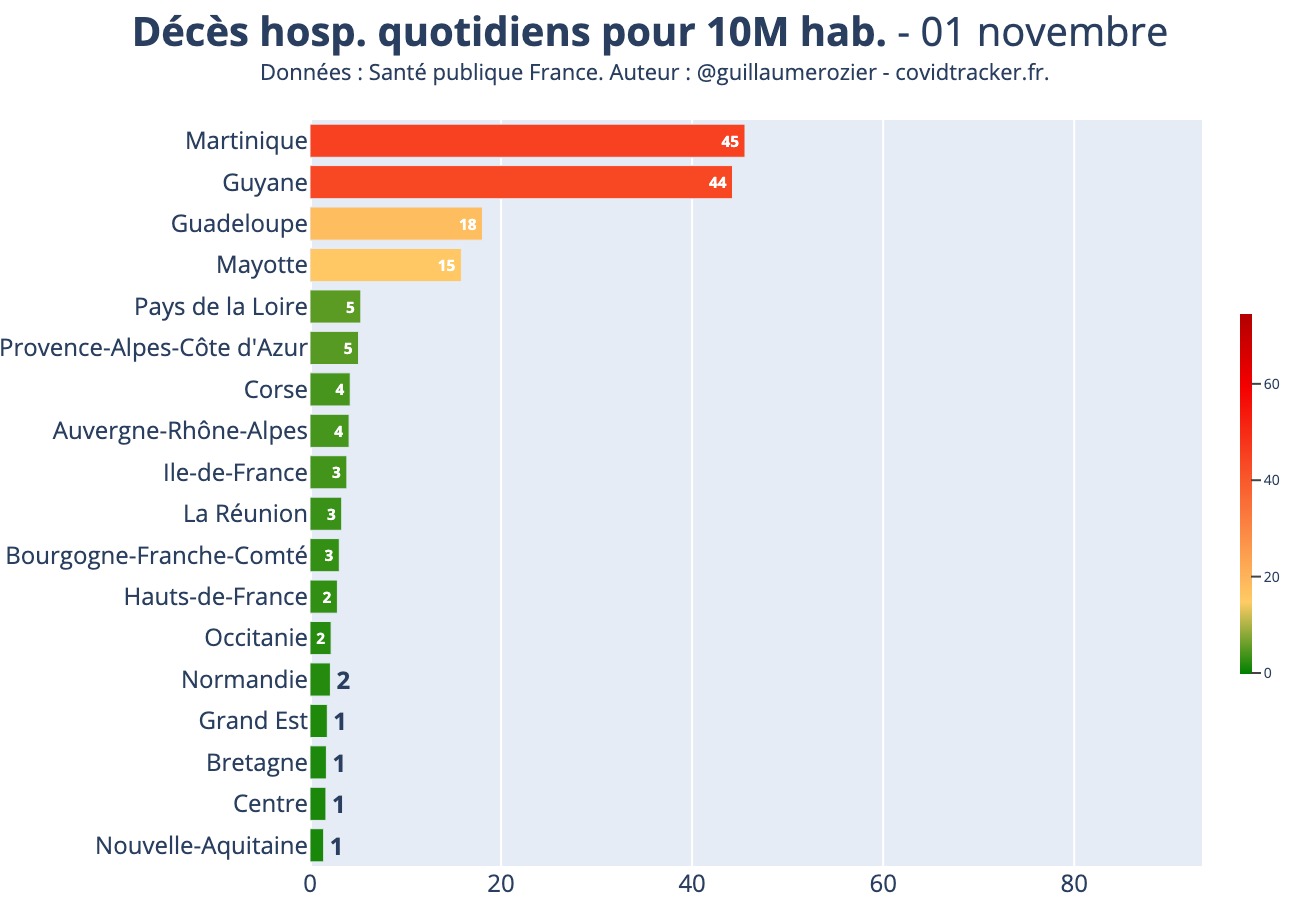 Décès hosp. quotidiens pour 10M hab. - 01 novembre
Données : Santé publique France. Auteur : @guillaumerozier - covidtracker.fr.
Martinique 45
Guyane 44
Guadeloupe 18
Mayotte 15
Pays de la Loire 5
Provence-Alpes-Côte d'Azur 5
Corse 4
Auvergne-Rhône-Alpes 4
Ile-de-France 3
La Réunion 3
Bourgogne-Franche-Comté 3
Hauts-de-France 2
Occitanie 2
Normandie 2
Grand Est 1
Bretagne 1
Centre 1
Nouvelle-Aquitaine 1
0 20 40 60 80
60
40
20
0